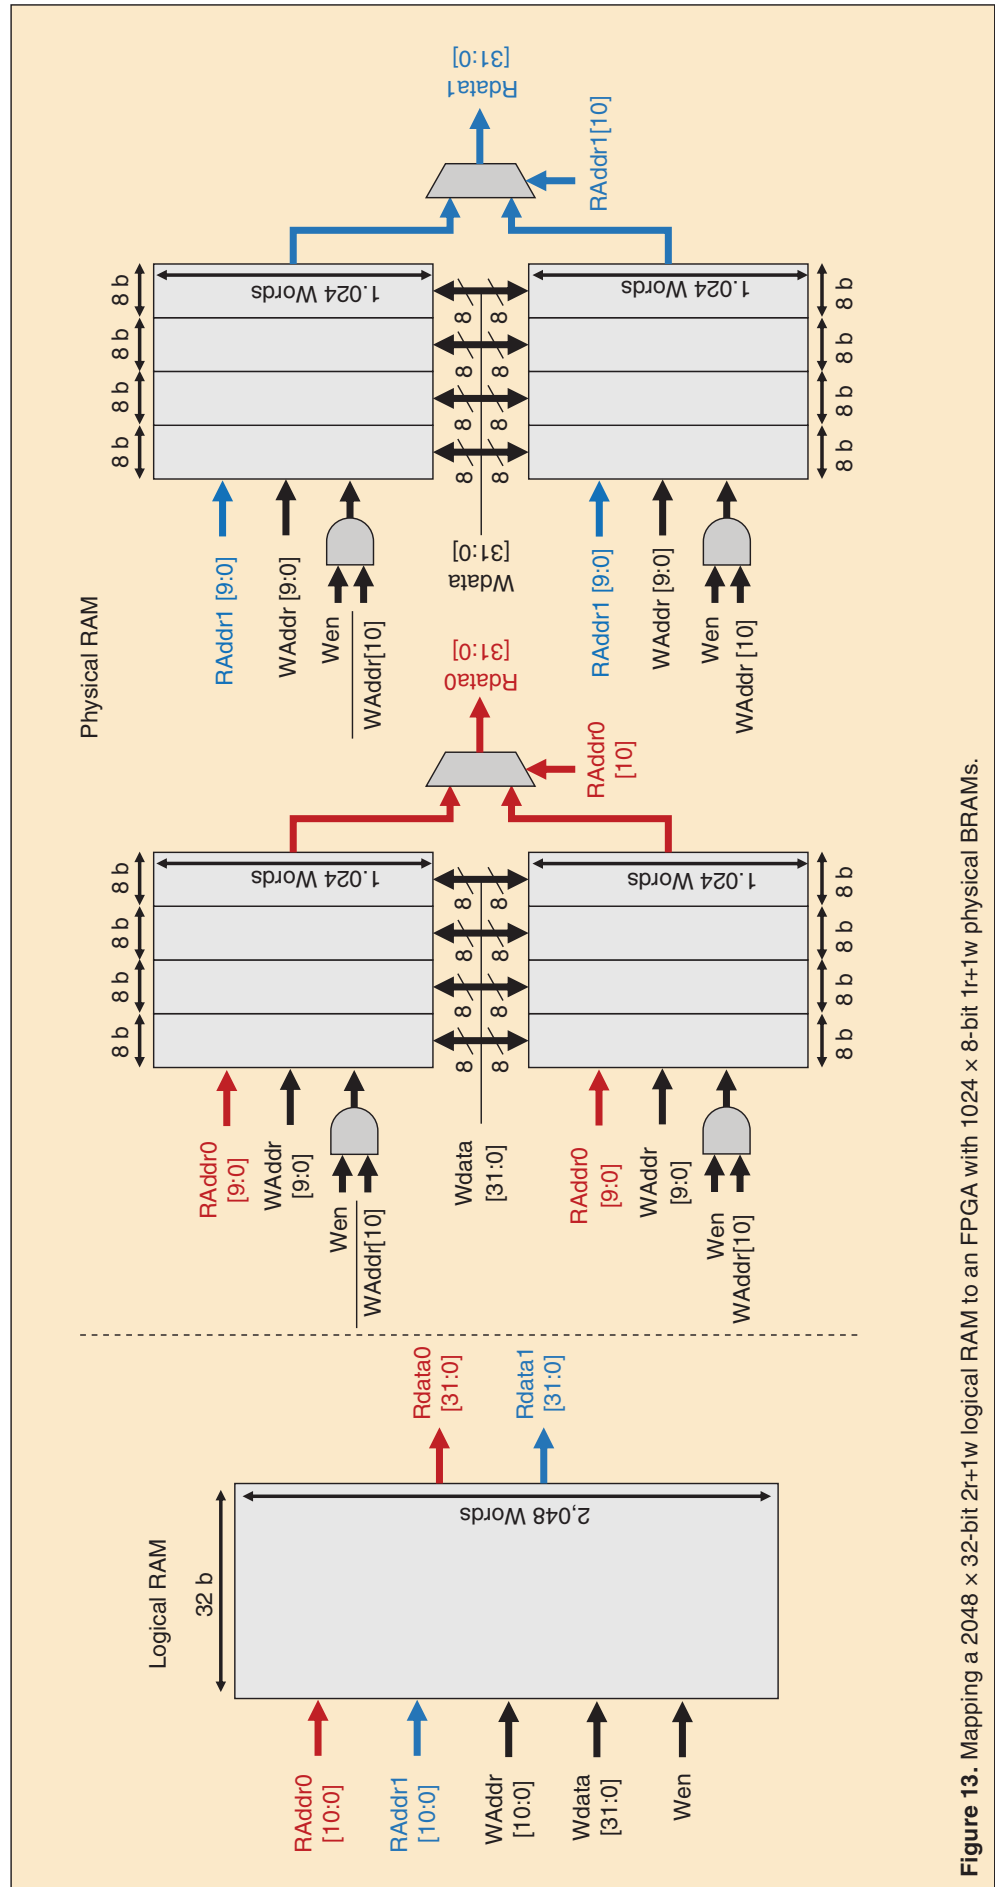 Logical RAM
32 b
RAddr0
[10:0]
RAddr1
[10:0]
WAddr
[10:0]
Wdata
[31:0]
Wen
2,048 Words
Rdata0
[31:0]
Rdata1
[31:0]
Physical RAM
8 b
8 b
8 b
8 b
RAddr0
[9:0]
WAddr
[9:0]
Wen
WAddr[10]
1.024 Words
Wdata
[31:0]
8
8
8
8
8
8
8
8
RAddr0
[9:0]
WAddr
[9:0]
Wen
WAddr[10]
1.024 Words
8 b
8 b
8 b
8 b
RAddr0
[10]
Rdata0
[31:0]
8 b
8 b
8 b
8 b
RAddr1 [9:0]
WAddr [9:0]
Wen
WAddr[10]
1.024 Words
Wdata
[31:0]
8
8
8
8
8
8
8
8
RAddr1 [9:0]
WAddr [9:0]
Wen
WAddr [10]
1.024 Words
8 b
8 b
8 b
8 b
RAddr1[10]
Rdata1
[31:0]
Figure 13. Mapping a 2048 × 32-bit 2r+1w logical RAM to an FPGA with 1024 × 8-bit 1r+1w physical BRAMs.